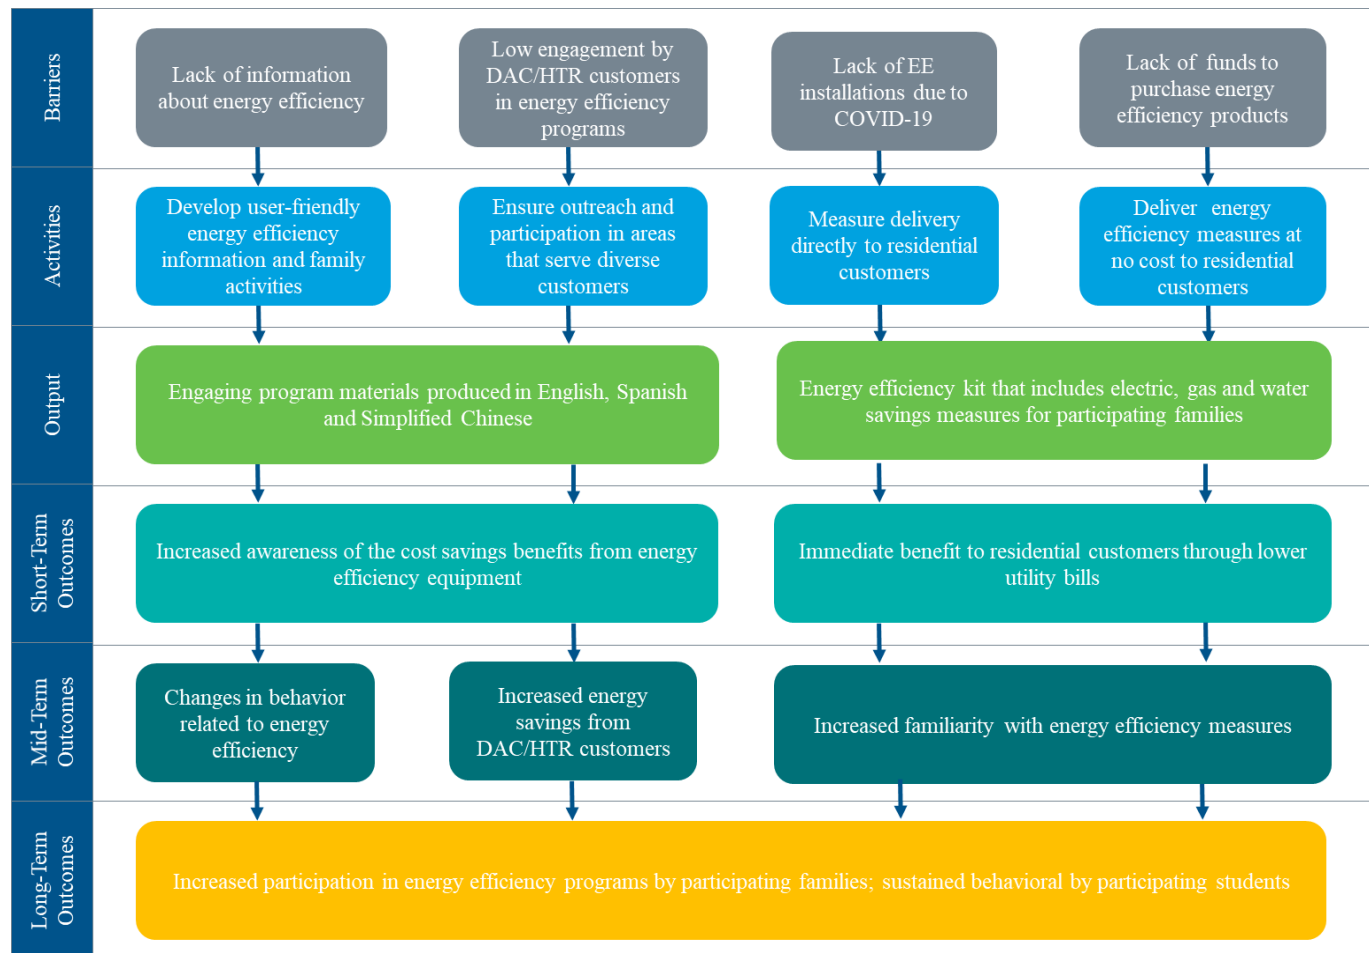 Barriers
Lack of information
about energy efficiency
Low engagement by
DAC/HTR customers
in energy efficiency
programs
Lack of EE
installations due to
COVID-19
Lack of funds to
purchase energy
efficiency products
Activities
Develop user-friendly
energy efficiency
information and family
activities
Ensure outreach and
participation in areas
that serve diverse
customers
Measure delivery
directly to residential
customers
Deliver energy
efficiency measures at
no cost to residential
customers
Output
Engaging program materials produced in English, Spanish
and Simplified Chinese
Energy efficiency kit that includes electric, gas and water
savings measures for participating families
Short-Term
Outcomes
Increased awareness of the cost savings benefits from energy
efficiency equipment
Immediate benefit to residential customers through lower
utility bills
Mid-Term
Outcomes
Changes in behavior
related to energy
efficiency
Increased energy
savings from
DAC/HTR customers
Increased familiarity with energy efficiency measures
Long-Term
Outcomes
Increased participation in energy efficiency programs by participating families; sustained behavioral by participating students